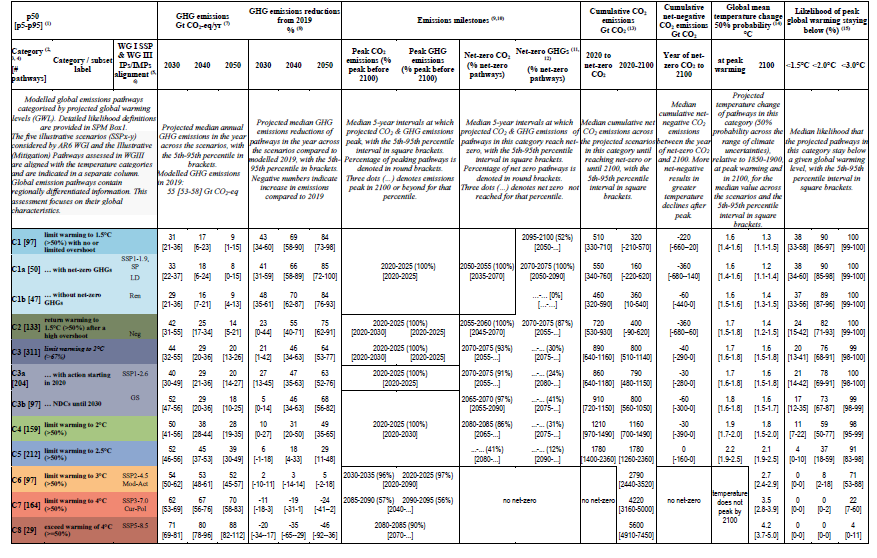 p50 [p5-p95] (1)
GHG emissions Gt CO2-eq/yr (7)
GHG emissions reductions from 2019 % (8)
Emissions milestones (9,10)
Cumulative CO2 emissions Gt CO2 (13)
Cumulative net-negative CO2 emissions Gt CO2
Global mean temperature change 50% probability (14) °C
Likelihood of peak global warming staying below (%) (15)
Category (2, 3, 4) [# pathways]
Category / subset label
WG I SSP & WG III IPs/IMPs alignment (5, 6)
2030 2040 2050
2030 2040 2050
Peak CO2 emissions (% peak before 2100)
Peak GHG emissions (% peak before 2100)
Net-zero CO2 (% net-zero pathways)
Net-zero GHGs (11, 12) (% net-zero pathways)
2020 to net-zero CO2
2020-2100
Year of net-zero CO2 to 2100
at peak warming
2100
<1.5°C <2.0°C <3.0°C
Modelled global emissions pathways categorised by projected global warming levels (GWL). Detailed likelihood definitions are provided in SPM Box1.
The five illustrative scenarios (SSPx-y) considered by AR6 WGI and the Illustrative (Mitigation) Pathways assessed in WGIII are aligned with the temperature categories and are indicated in a separate column. Global emission pathways contain regionally differentiated information. This assessment focuses on their global characteristics.
Projected median annual GHG emissions in the year across the scenarios, with the 5th-95th percentile in brackets.
Modelled GHG emissions in 2019:
55 [53-58] Gt CO2-eq
Projected median GHG emissions reductions of pathways in the year across the scenarios compared to modelled 2019, with the 5th-95th percentile in brackets. Negative numbers indicate increase in emissions compared to 2019
Median 5-year intervals at which projected CO2 & GHG emissions peak, with the 5th-95th percentile interval in square brackets. Percentage of peaking pathways is denoted in round brackets.
Three dots (...) denotes emissions peak in 2100 or beyond for that percentile.
Median 5-year intervals at which projected CO2 & GHG emissions of pathways in this category reach net-zero, with the 5th-95th percentile interval in square brackets.
Percentage of net zero pathways is denoted in round brackets.
Three dots (...) denotes net zero not reached for that percentile.
Median cumulative net CO2 emissions across the projected scenarios in this category until reaching net-zero or until 2100, with the 5th-95th percentile interval in square brackets.
Median cumulative net-negative CO2 emissions between the year of net-zero CO2 and 2100. More net-negative results in greater temperature declines after peak.
Projected temperature change of pathways in this category (50% probability across the range of climate uncertainties), relative to 1850-1900, at peak warming and in 2100, for the median value across the scenarios and the 5th-95th percentile interval in square brackets.
Median likelihood that the projected pathways in this category stay below a given global warming level, with the 5th-95th percentile interval in square brackets.
C1 [97] limit warming to 1.5°C (>50%) with no or limited overshoot
31 [21-36] 17 [6-23] 9 [1-15] 43 [34-60] 69 [58-90] 84 [73-98]
2095-2100 (52%) [2050-...]
510 [330-710] 320 [-210-570] -220 [-660–20] 1.6 [1.4-1.6] 1.3 [1.1-1.5] 38 [33-58] 90 [86-97] 100 [99-100]
C1a [50] … with net-zero GHGs
SSP1-1.9, SP LD
33 [22-37] 18 [6-24] 8 [0-15] 41 [31-59] 66 [58-89] 85 [72-100]
2020-2025 (100%) [2020-2025]
2050-2055 (100%) [2035-2070]
2070-2075 (100%) [2050-2090]
550 [340-760] 160 [-220-620] -360 [-680–140] 1.6 [1.4-1.6] 1.2 [1.1-1.4] 38 [34-60] 90 [85-98] 100 [99-100]
C1b [47] … without net-zero GHGs
Ren
29 [21-36] 16 [7-21] 9 [4-13] 48 [35-61] 70 [62-87] 84 [76-93]
...-... [0%] [...-...]
460 [320-590] 360 [10-540] -60 [-440-0] 1.6 [1.5-1.6] 1.4 [1.3-1.5] 37 [33-56] 89 [87-96] 100 [99-100]
C2 [133] return warming to 1.5°C (>50%) after a high overshoot
Neg
42 [31-55] 25 [17-34] 14 [5-21] 23 [0-44] 55 [40-71] 75 [62-91]
2020-2025 (100%) [2020-2030] [2020-2025]
2055-2060 (100%) [2045-2070]
2070-2075 (87%) [2055-...]
720 [530-930] 400 [-90-620] -360 [-680–60] 1.7 [1.5-1.8] 1.4 [1.2-1.5] 24 [15-42] 82 [71-93] 100 [99-100]
C3 [311] limit warming to 2°C (>67%)
44 [32-55] 29 [20-36] 20 [13-26] 21 [1-42] 46 [34-63] 64 [53-77]
2020-2025 (100%) [2020-2030] [2020-2025]
2070-2075 (93%) [2055-...]
...-... (30%) [2075-...]
890 [640-1160] 800 [510-1140] -40 [-290-0] 1.7 [1.6-1.8] 1.6 [1.5-1.8] 20 [13-41] 76 [68-91] 99 [98-100]
C3a [204] … with action starting in 2020
SSP1-2.6
40 [30-49] 29 [21-36] 20 [14-27] 27 [13-45] 47 [35-63] 63 [52-76]
2020-2025 (100%) [2020-2025]
2070-2075 (91%) [2055-...]
...-... (24%) [2080-...]
860 [640-1180] 790 [480-1150] -30 [-280-0] 1.7 [1.6-1.8] 1.6 [1.5-1.8] 21 [14-42] 78 [69-91] 100 [98-100]
C3b [97] … NDCs until 2030
GS
52 [47-56] 29 [20-36] 18 [10-25] 5 [0-14] 46 [34-63] 68 [56-82]
2065-2070 (97%) [2055-2090]
...-... (41%) [2075-...]
910 [720-1150] 800 [560-1050] -60 [-300-0] 1.8 [1.6-1.8] 1.6 [1.5-1.7] 17 [12-35] 73 [67-87] 99 [98-99]
C4 [159] limit warming to 2°C (>50%)
50 [41-56] 38 [28-44] 28 [19-35] 10 [0-27] 31 [20-50] 49 [35-65]
2020-2025 (100%) [2020-2030]
2080-2085 (86%) [2065-...]
...-... (31%) [2075-...]
1210 [970-1490] 1160 [700-1490] -30 [-390-0] 1.9 [1.7-2.0] 1.8 [1.5-2.0] 11 [7-22] 59 [50-77] 98 [95-99]
C5 [212] limit warming to 2.5°C (>50%)
52 [46-56] 45 [37-53] 39 [30-49] 6 [-1-18] 18 [4-33] 29 [11-48]
...-... (41%) [2080-...]
...-... (12%) [2090-...]
1780 [1400-2360] 1780 [1260-2360] 0 [-160-0] 2.2 [1.9-2.5] 2.1 [1.9-2.5] 4 [0-10] 37 [18-59] 91 [83-98]
C6 [97] limit warming to 3°C (>50%)
SSP2-4.5 Mod-Act
54 [50-62] 53 [48-61] 52 [45-57] 2 [-10-11] 3 [-14-14] 5 [-2-18]
2030-2035 (96%) 2020-2025 (97%) [2020-2090]
no net-zero
no net-zero
2790 [2440-3520]
no net-zero
temperature does not peak by 2100
2.7 [2.4-2.9] 0 [0-0] 8 [2-18] 71 [53-88]
C7 [164] limit warming to 4°C (>50%)
SSP3-7.0 Cur-Pol
62 [53-69] 67 [56-76] 70 [58-83] -11 [-18-3] -19 [-31-1] -24 [-41–2]
2085-2090 (57%) 2090-2095 (56%) [2040-...]
4220 [3160-5000] 3.5 [2.8-3.9] 0 [0-0] 0 [0-2] 22 [7-60]
C8 [29] exceed warming of 4°C (>=50%)
SSP5-8.5
71 [69-81] 80 [78-96] 88 [82-112] -20 [-34–17] -35 [-65–29] -46 [-92–36]
2080-2085 (90%) [2070-...]
5600 [4910-7450] 4.2 [3.7-5.0] 0 [0-0] 0 [0-0] 4 [0-11]